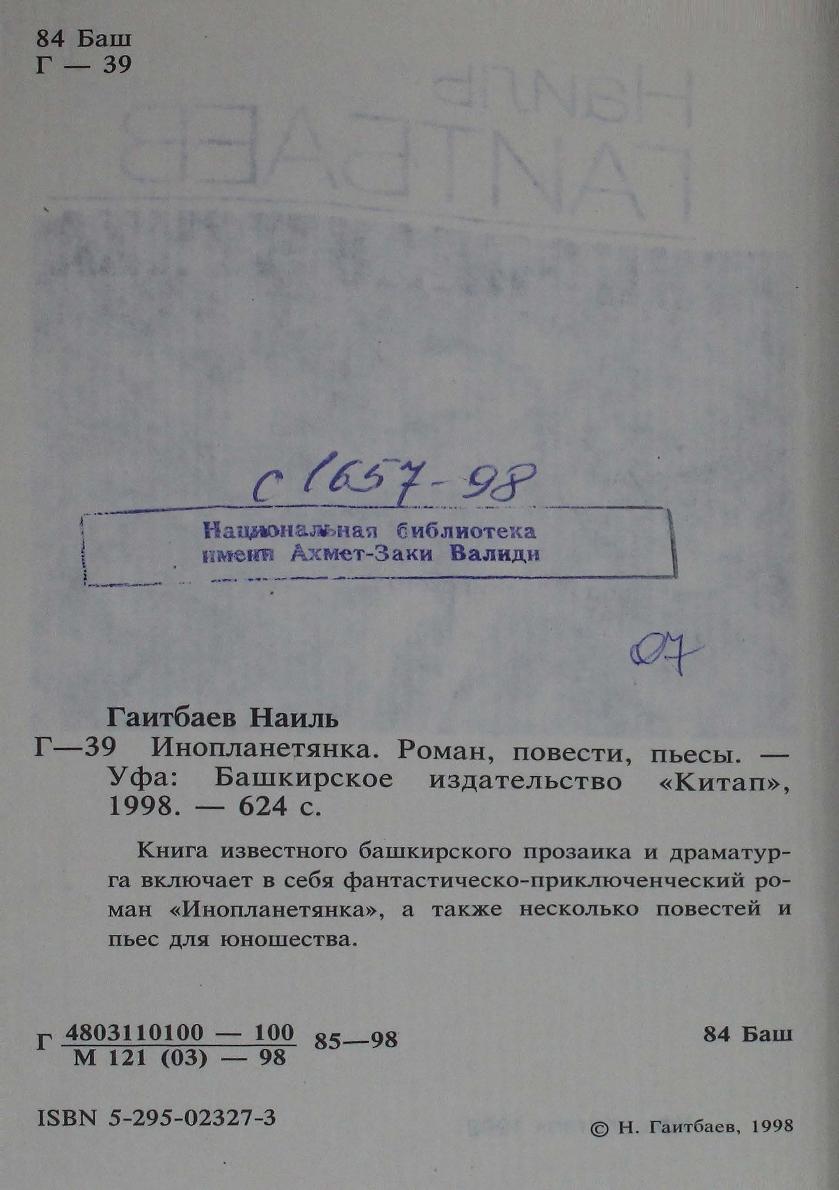 84 Баш
Г — 39
Наиль
ГАИТБАЕВ
с 1657-98
Национальная библиотека
имени Ахмет-Заки Валиди
07
Гаитбаев Наиль
Г—39 Инопланетянка. Роман, повести, пьесы. —
Уфа: Башкирское издательство «Китап»,
1998. — 624 с.
Книга известного башкирского прозаика и драматур-
га включает в себя фантастическо-приключенческий ро-
ман «Инопланетянка», а также несколько повестей и
пьес для юношества.
Г 4803110100 — 100 85—98
М 121 (03) — 98
84 Баш
ISBN 5-295-02327-3
© Н. Гаитбаев, 1998